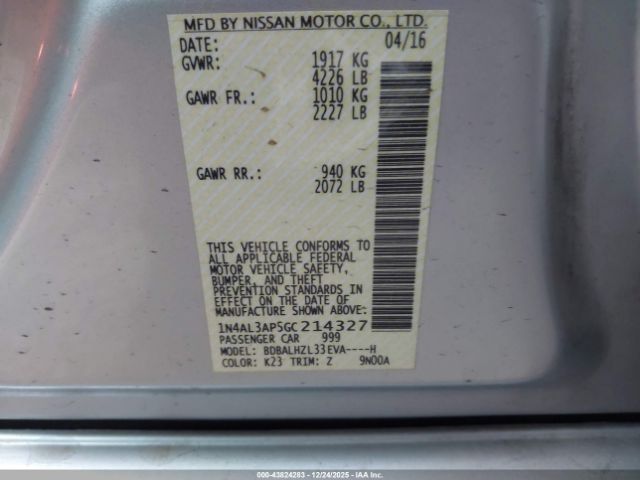 MFD BY NISSAN MOTOR CO., LTD.
DATE: 04/16
GVWR: 1917 KG
4226 LB
GAWR FR.: 1010 KG
2227 LB
GAWR RR.: 940 KG
2072 LB
THIS VEHICLE CONFORMS TO
ALL APPLICABLE FEDERAL
MOTOR VEHICLE SAFETY,
BUMPER, AND THEFT
PREVENTION STANDARDS IN
EFFECT ON THE DATE OF
MANUFACTURE SHOWN ABOVE.
1N4AL3AP5GC214327
PASSENGER CAR 999
MODEL: BDBALHZL33EVA----H
COLOR: K23 TRIM: Z 9N00A
000-43824283 - 12/24/2025 - IAAI.COM